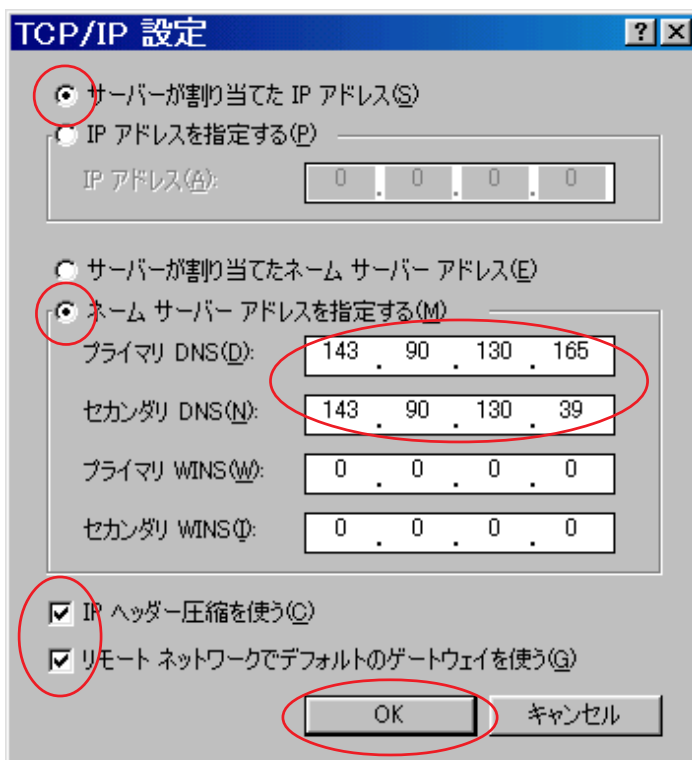 TCP/IP 設定
サーバーが割り当てた IP アドレス(S)
IP アドレスを指定する(P)
IP アドレス(A): 0 . 0 . 0 . 0
サーバーが割り当てたネーム サーバー アドレス(E)
ネーム サーバー アドレスを指定する(M)
プライマリ DNS(D): 143 . 90 . 130 . 165
セカンダリ DNS(N): 143 . 90 . 130 . 39
プライマリ WINS(W): 0 . 0 . 0 . 0
セカンダリ WINS(I): 0 . 0 . 0 . 0
IP ヘッダー圧縮を使う(C)
リモート ネットワークでデフォルトのゲートウェイを使う(G)
OK キャンセル